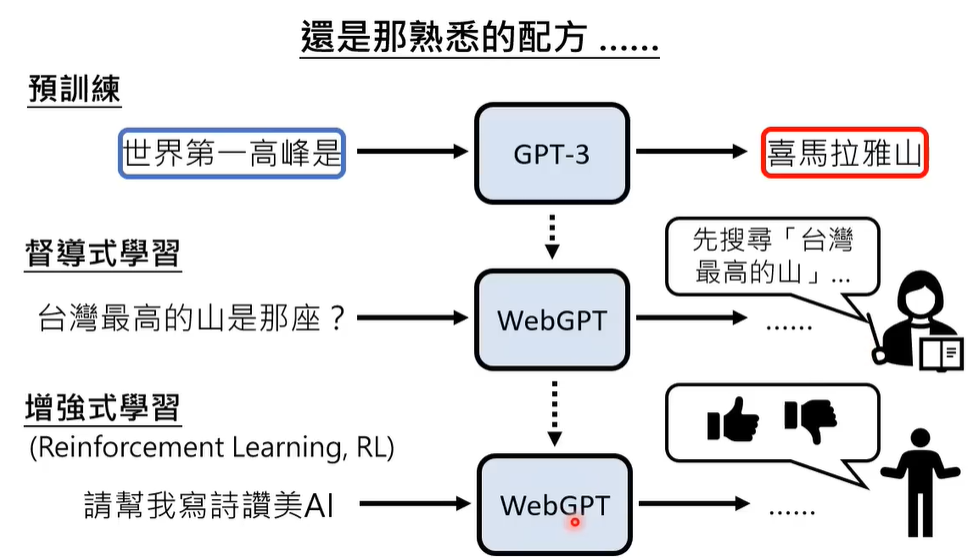 還是那熟悉的配方 ......
預訓練
世界第一高峰是
GPT-3
喜馬拉雅山
督導式學習
先搜尋「台灣
最高的山」...
台灣最高的山是那座？
WebGPT
......
增強式學習
(Reinforcement Learning, RL)
請幫我寫詩讚美AI
WebGPT
......